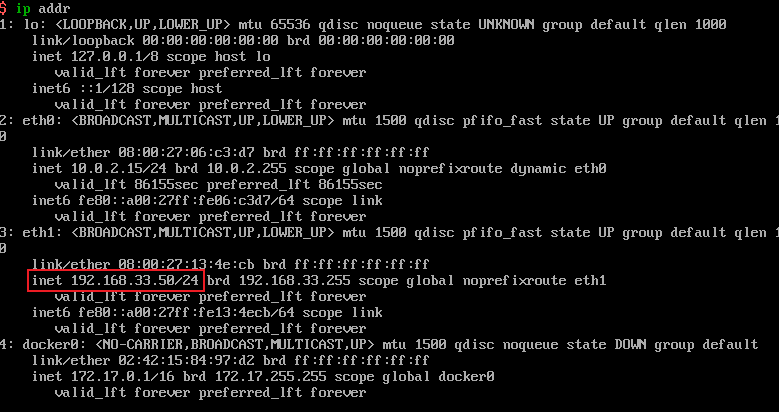 $ ip addr
1: lo: <LOOPBACK,UP,LOWER_UP> mtu 65536 qdisc noqueue state UNKNOWN group default qlen 1000
link/loopback 00:00:00:00:00:00 brd 00:00:00:00:00:00
inet 127.0.0.1/8 scope host lo
valid_lft forever preferred_lft forever
inet6 ::1/128 scope host
valid_lft forever preferred_lft forever
2: eth0: <BROADCAST,MULTICAST,UP,LOWER_UP> mtu 1500 qdisc pfifo_fast state UP group default qlen 1
0
link/ether 08:00:27:06:c3:d7 brd ff:ff:ff:ff:ff:ff
inet 10.0.2.15/24 brd 10.0.2.255 scope global noprefixroute dynamic eth0
valid_lft 86155sec preferred_lft 86155sec
inet6 fe80::a00:27ff:fe06:c3d7/64 scope link
valid_lft forever preferred_lft forever
3: eth1: <BROADCAST,MULTICAST,UP,LOWER_UP> mtu 1500 qdisc pfifo_fast state UP group default qlen 1
0
link/ether 08:00:27:13:4e:cb brd ff:ff:ff:ff:ff:ff
inet 192.168.33.50/24 brd 192.168.33.255 scope global noprefixroute eth1
valid_lft forever preferred_lft forever
inet6 fe80::a00:27ff:fe13:4ecb/64 scope link
valid_lft forever preferred_lft forever
4: docker0: <NO-CARRIER,BROADCAST,MULTICAST,UP> mtu 1500 qdisc noqueue state DOWN group default
link/ether 02:42:15:84:97:d2 brd ff:ff:ff:ff:ff:ff
inet 172.17.0.1/16 brd 172.17.255.255 scope global docker0
valid_lft forever preferred_lft forever